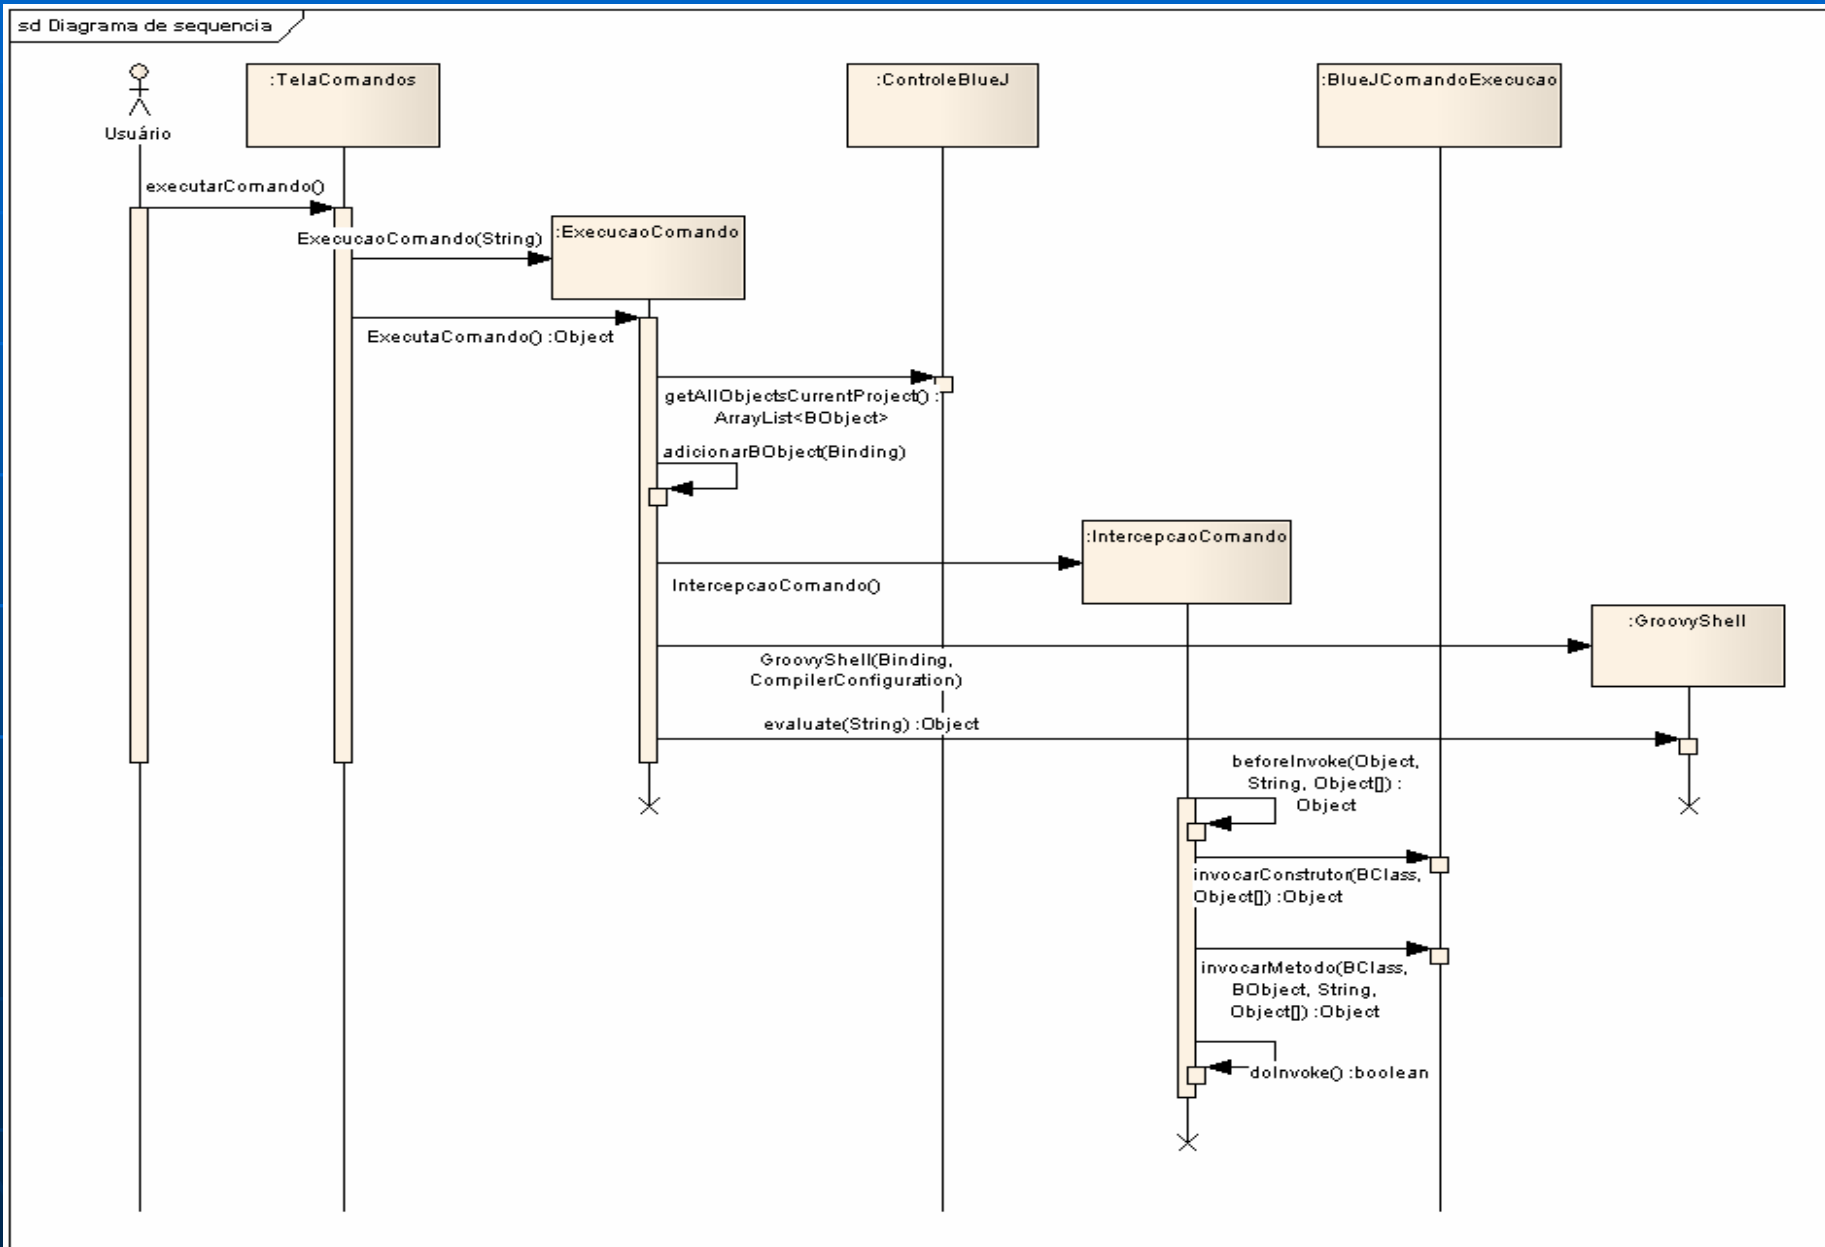 sd Diagrama de sequencia
Usuário
:TelaComandos
:ControleBlueJ
:BlueJComandoExecucao
executarComando()
ExecucaoComando(String)
:ExecucaoComando
ExecutaComando() :Object
getAllObjectsCurrentProject() :
ArrayList<BObject>
adicionarBObject(Binding)
:IntercepcaoComando
IntercepcaoComando()
:GroovyShell
GroovyShell(Binding,
CompilerConfiguration)
evaluate(String) :Object
beforeInvoke(Object,
String, Object[]) :
Object
invocarConstrutor(BClass,
Object[]) :Object
invocarMetodo(BClass,
BObject, String,
Object[]) :Object
doInvoke() :boolean